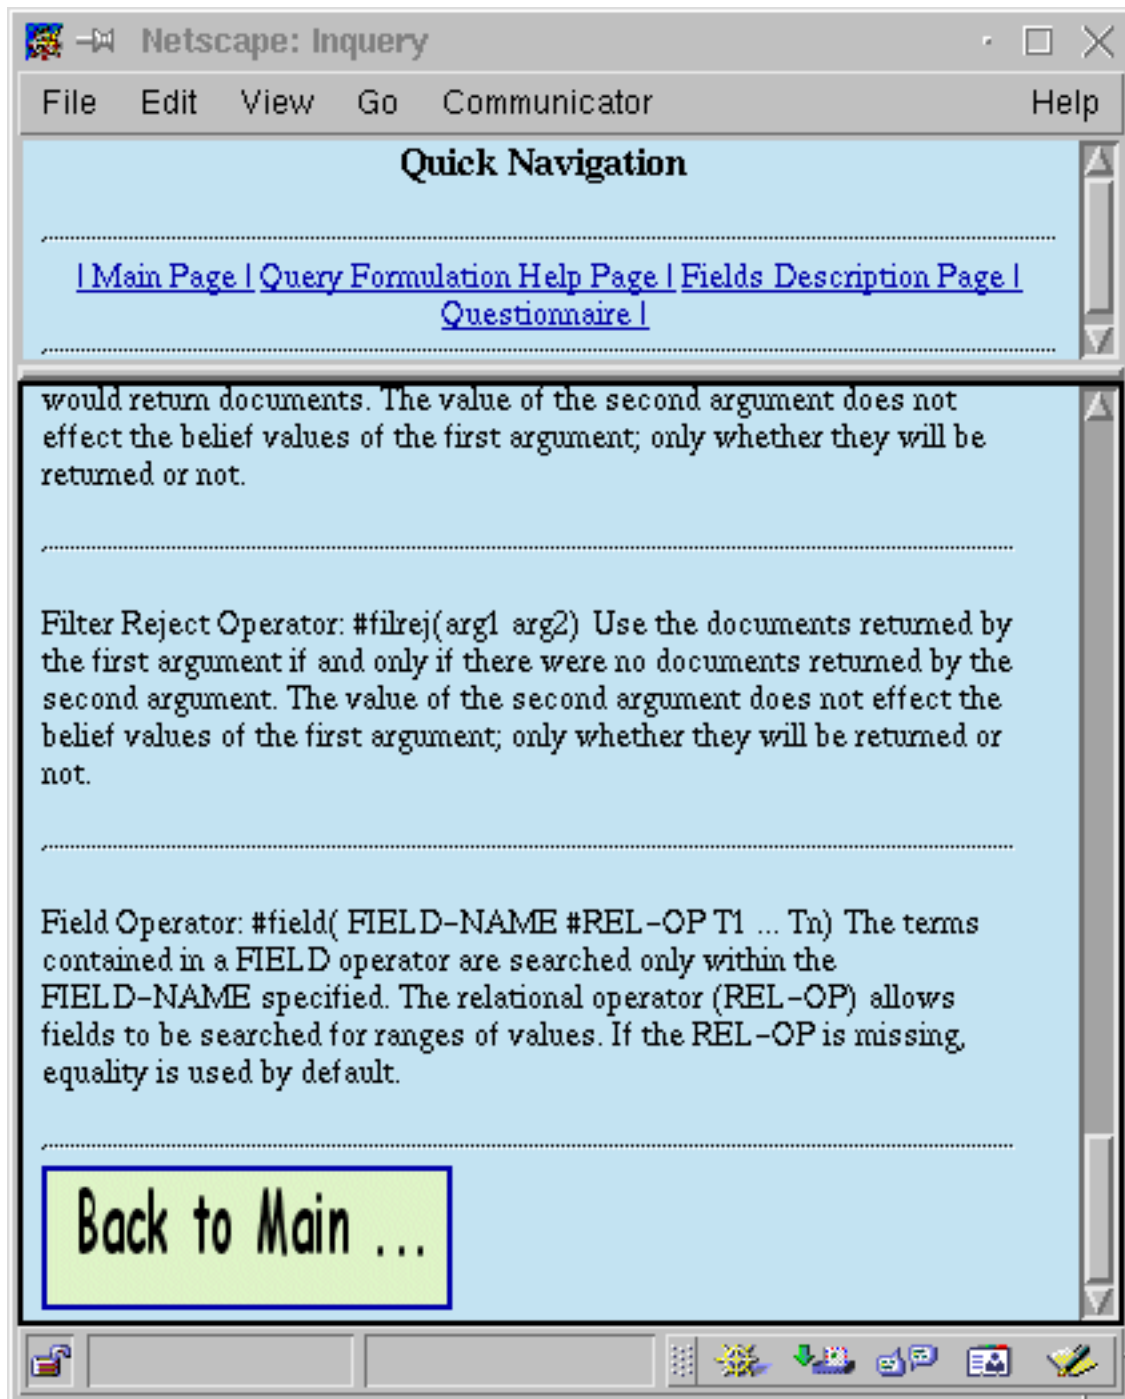 Netscape: Inquery
File Edit View Go Communicator Help
Quick Navigation
| Main Page | Query Formulation Help Page | Fields Description Page |
Questionnaire |
would return documents. The value of the second argument does not
effect the belief values of the first argument; only whether they will be
returned or not.
Filter Reject Operator: #filrej(arg1 arg2) Use the documents returned by
the first argument if and only if there were no documents returned by the
second argument. The value of the second argument does not effect the
belief values of the first argument; only whether they will be returned or
not.
Field Operator: #field( FIELD-NAME #REL-OP T1 ... Tn) The terms
contained in a FIELD operator are searched only within the
FIELD-NAME specified. The relational operator (REL-OP) allows
fields to be searched for ranges of values. If the REL-OP is missing,
equality is used by default.
Back to Main ...